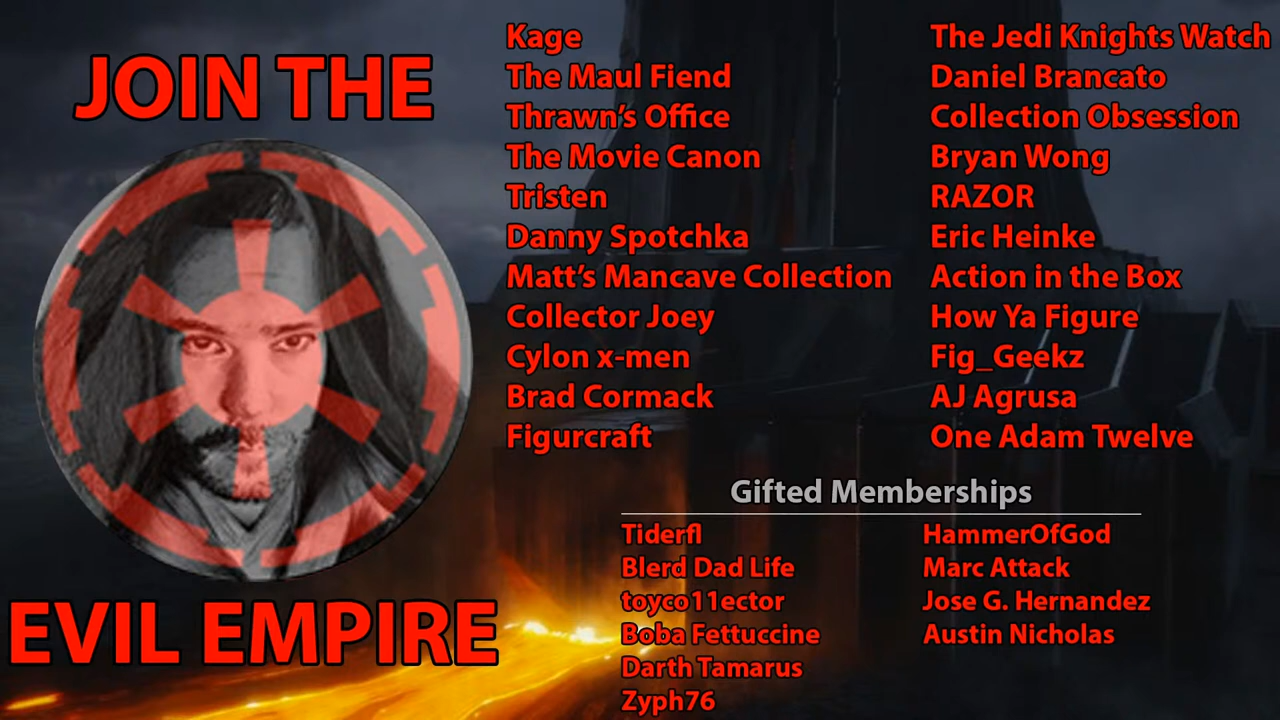 JOIN THE
EVIL EMPIRE
Kage
The Maul Fiend
Thrawn’s Office
The Movie Canon
Tristen
Danny Spotchka
Matt’s Mancave Collection
Collector Joey
Cylon x-men
Brad Cormack
Figurcraft
The Jedi Knights Watch
Daniel Brancato
Collection Obsession
Bryan Wong
RAZOR
Eric Heinke
Action in the Box
How Ya Figure
Fig_Geekz
AJ Agrusa
One Adam Twelve
Gifted Memberships
Tiderfl
Blerd Dad Life
toyco11ector
Boba Fettuccine
Darth Tamarus
Zyph76
HammerOfGod
Marc Attack
Jose G. Hernandez
Austin Nicholas